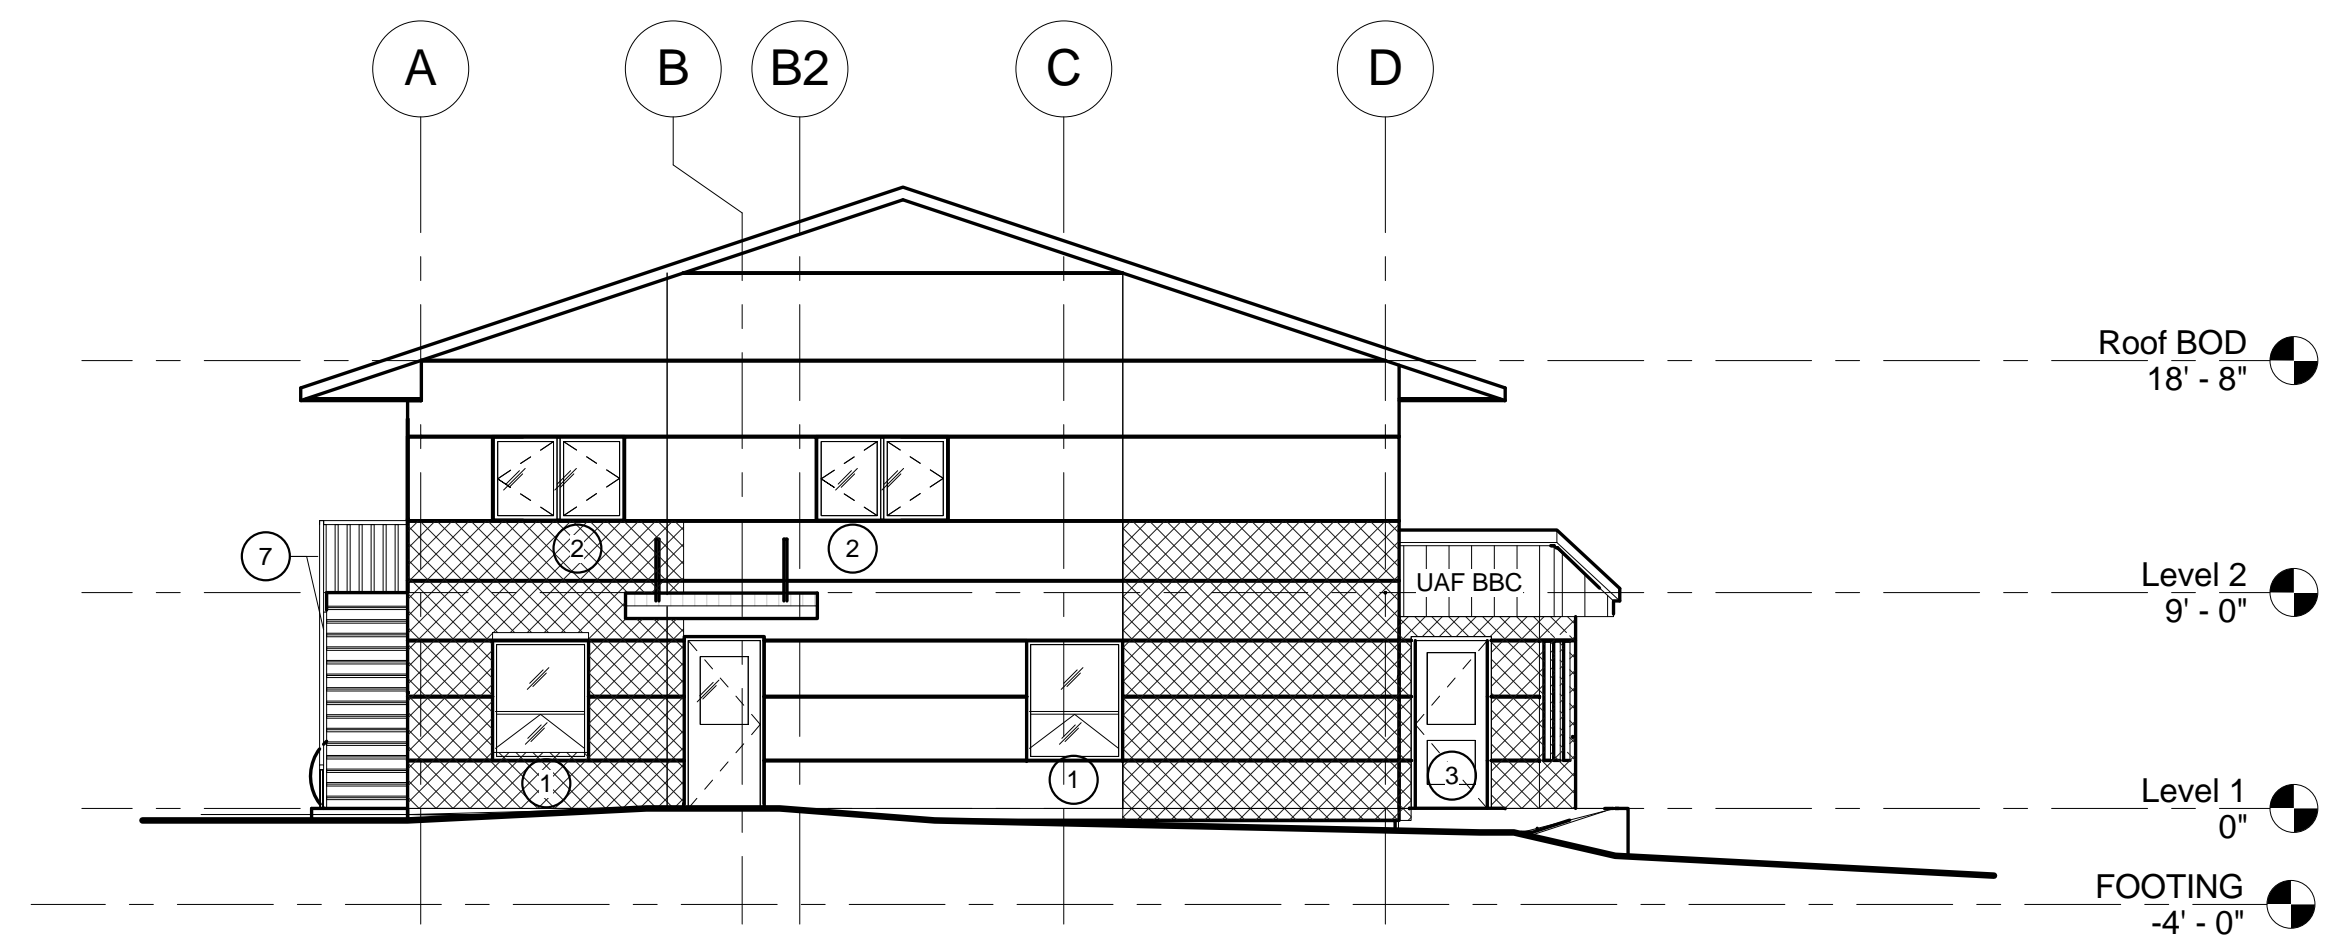 A
B
B2
C
D
Roof BOD
18' - 8"
7
2
2
UAF BBC
Level 2
9' - 0"
1
1
3
Level 1
0"
FOOTING
-4' - 0"